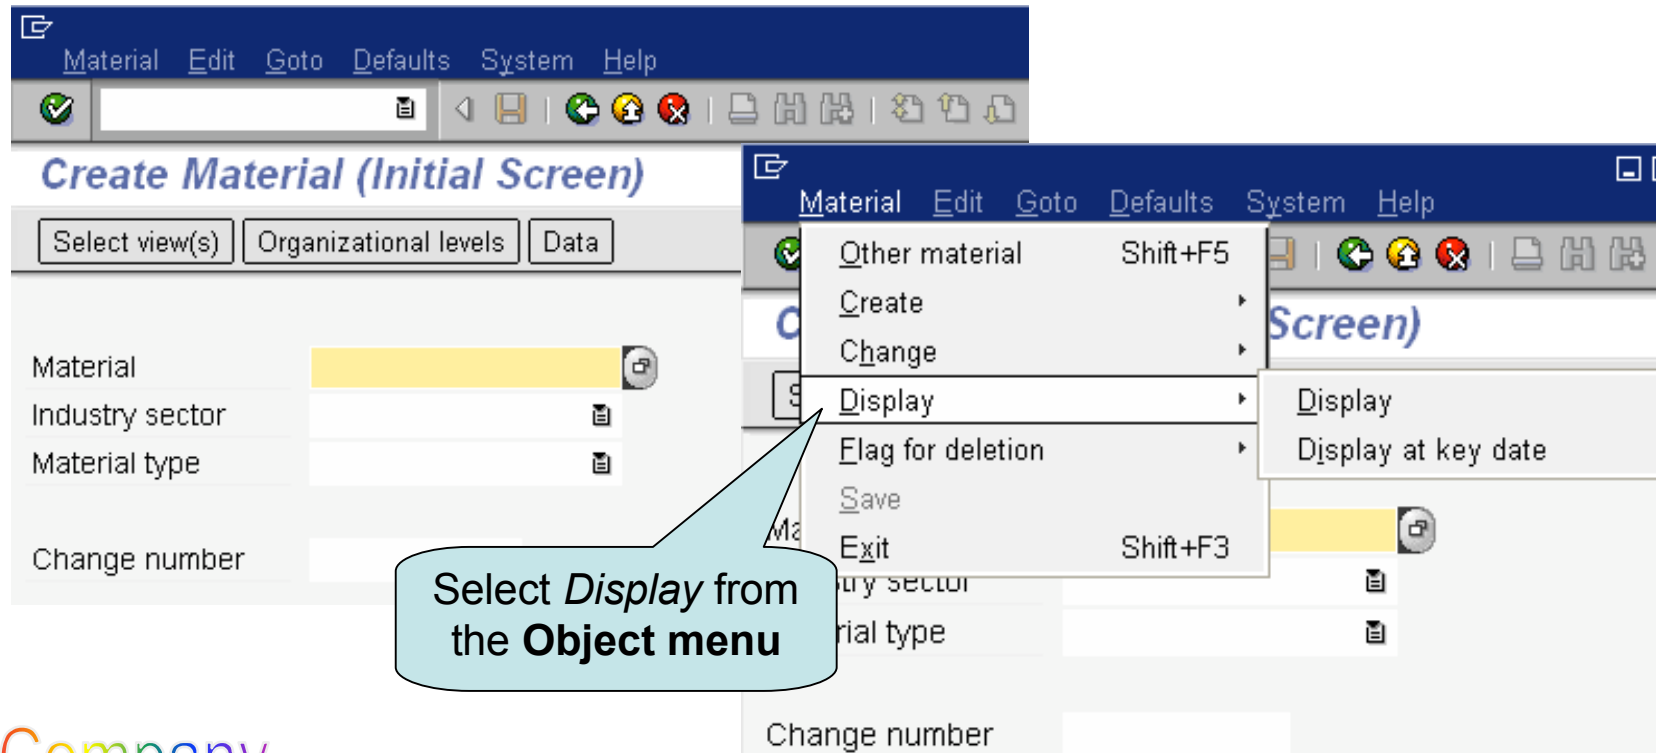 Material Edit Goto Defaults System Help
Create Material (Initial Screen)
Select view(s) Organizational levels Data
Material
Industry sector
Material type
Change number
Material Edit Goto Defaults System Help
Other material Shift+F5
Create
Change
Display
Flag for deletion
Save
Exit Shift+F3
Display
Display at key date
Screen)
rial type
Change number
Select Display from
the Object menu
Company